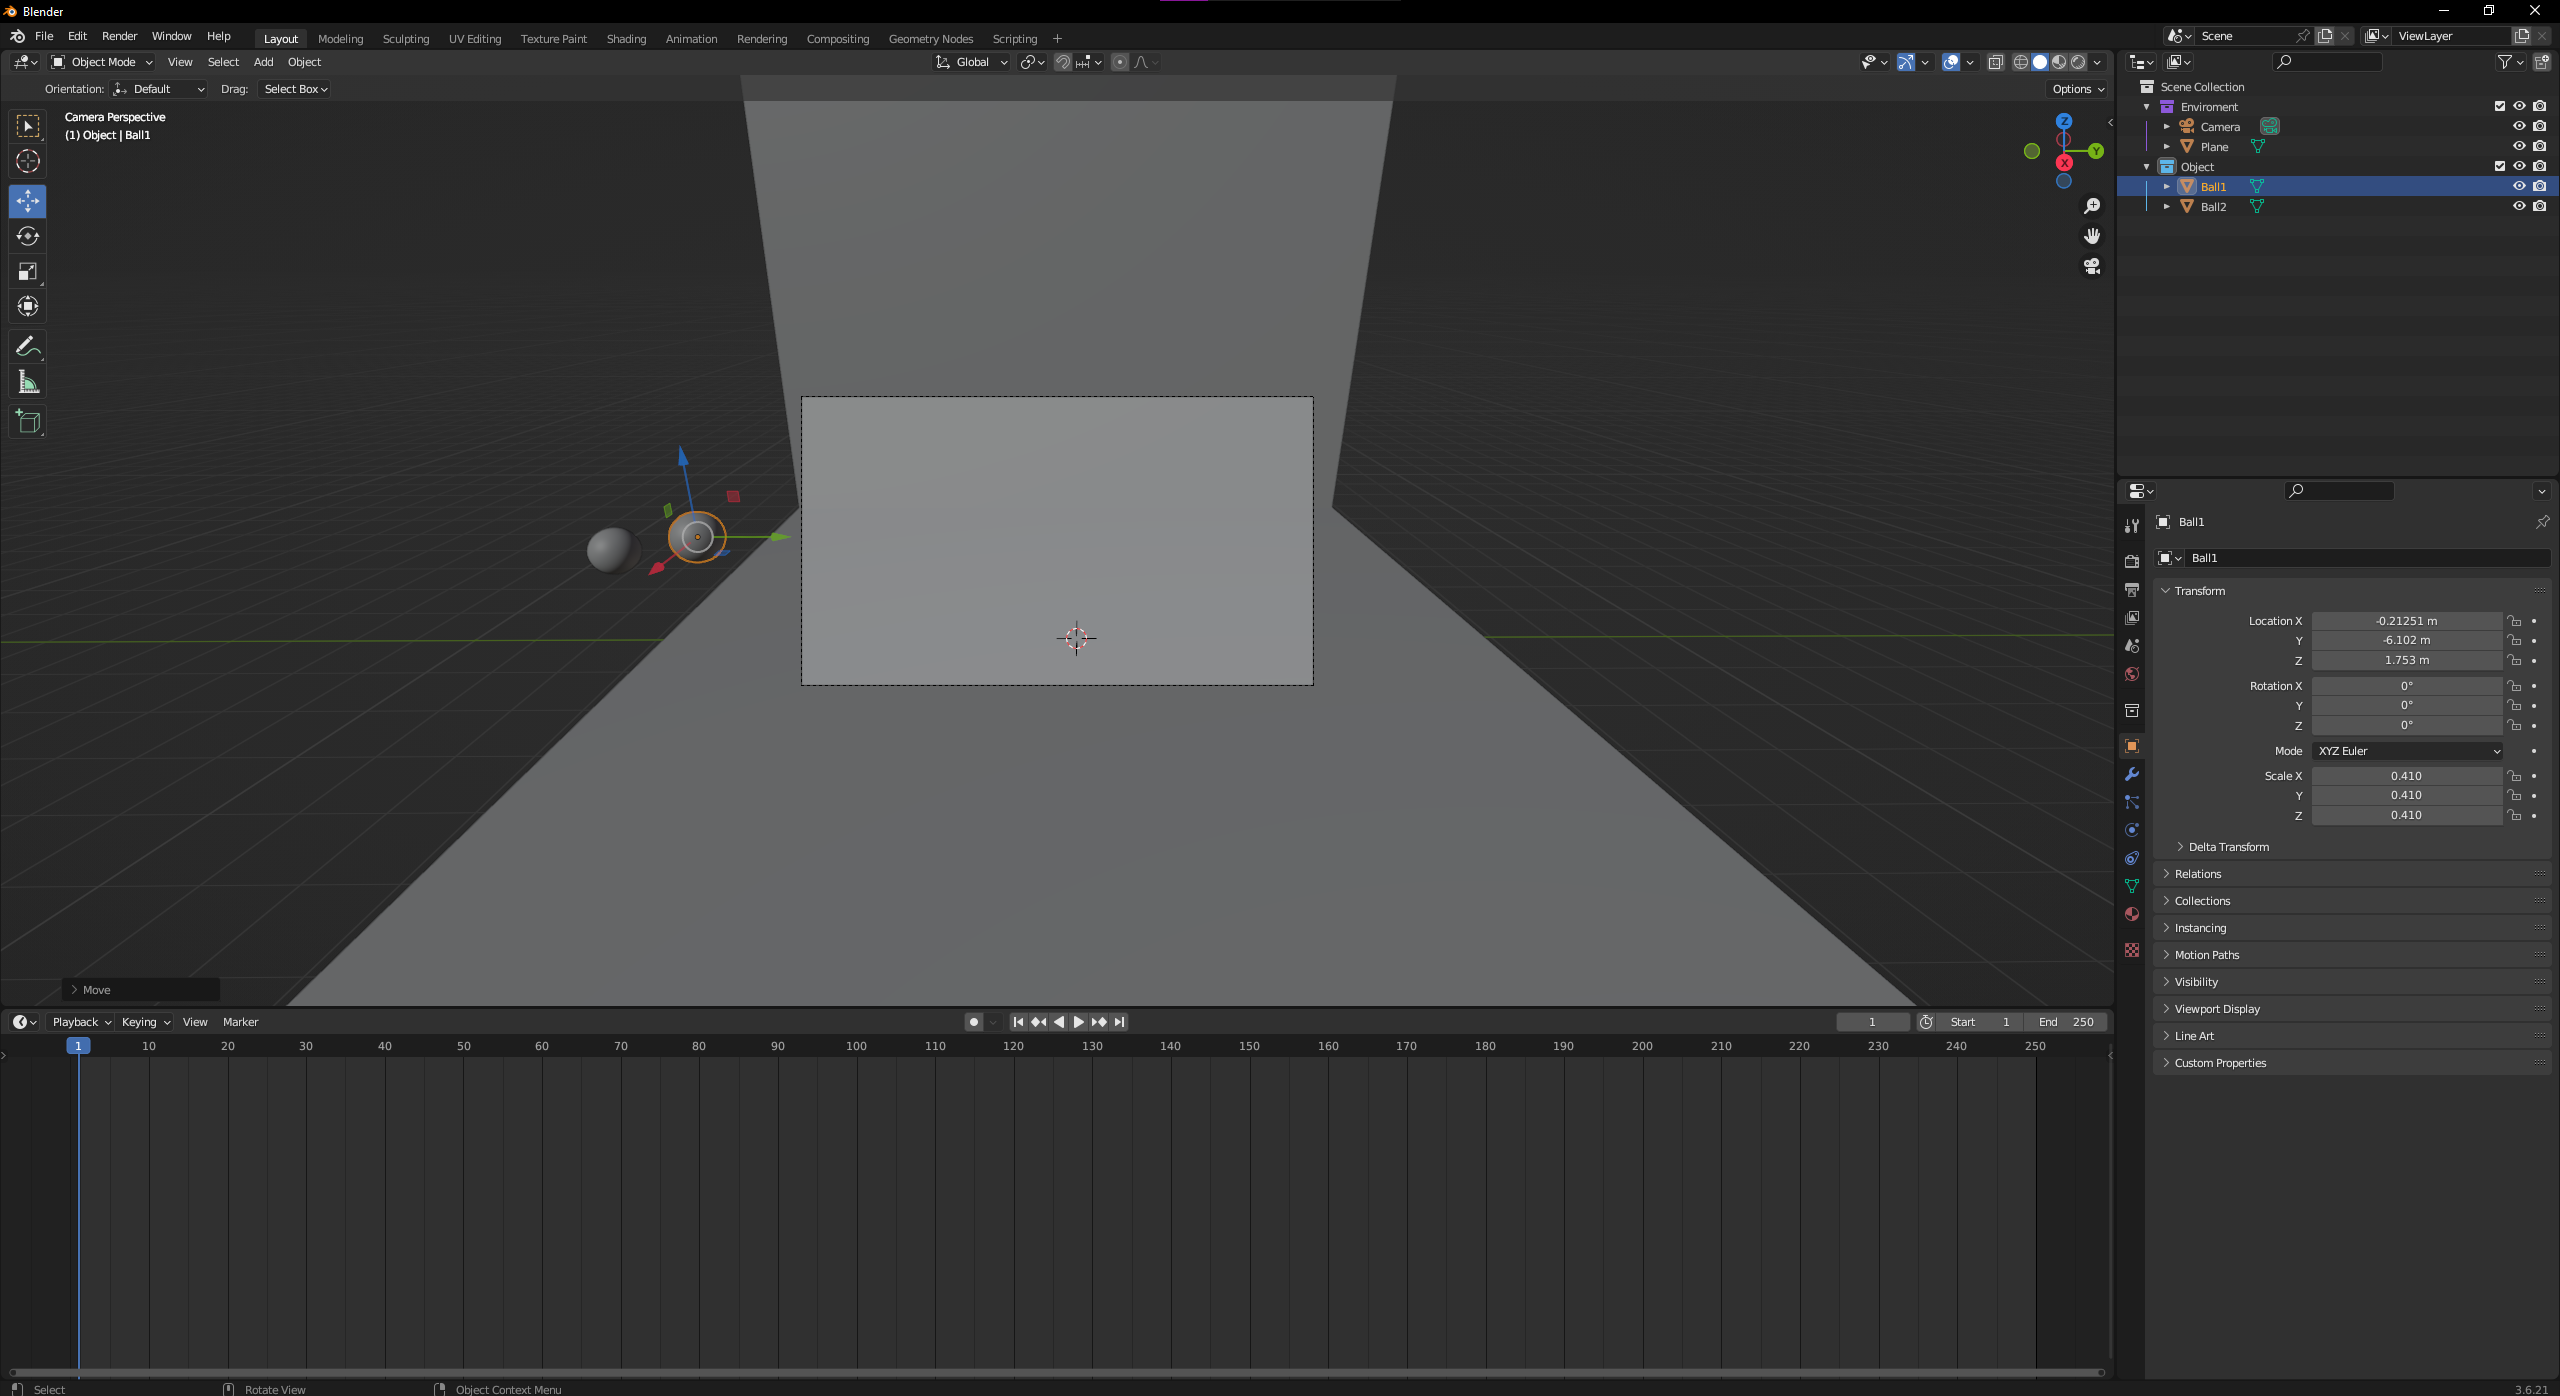 Blender
File Edit Render Window Help Layout Modeling Sculpting UV Editing Texture Paint Shading Animation Rendering Compositing Geometry Nodes Scripting + Scene ViewLayer
Object Mode View Select Add Object Global
Orientation: Default Drag: Select Box Options
Camera Perspective
(1) Object | Ball1
Z
Y
X
Move
Scene Collection
Enviroment
Camera
Plane
Object
Ball1
Ball2
Ball1
Ball1
Transform
Location X -0.21251 m
Y -6.102 m
Z 1.753 m
Rotation X 0°
Y 0°
Z 0°
Mode XYZ Euler
Scale X 0.410
Y 0.410
Z 0.410
Delta Transform
Relations
Collections
Instancing
Motion Paths
Visibility
Viewport Display
Line Art
Custom Properties
Playback Keying View Marker 1 Start 1 End 250
1 10 20 30 40 50 60 70 80 90 100 110 120 130 140 150 160 170 180 190 200 210 220 230 240 250
Select Rotate View Object Context Menu 3.6.21